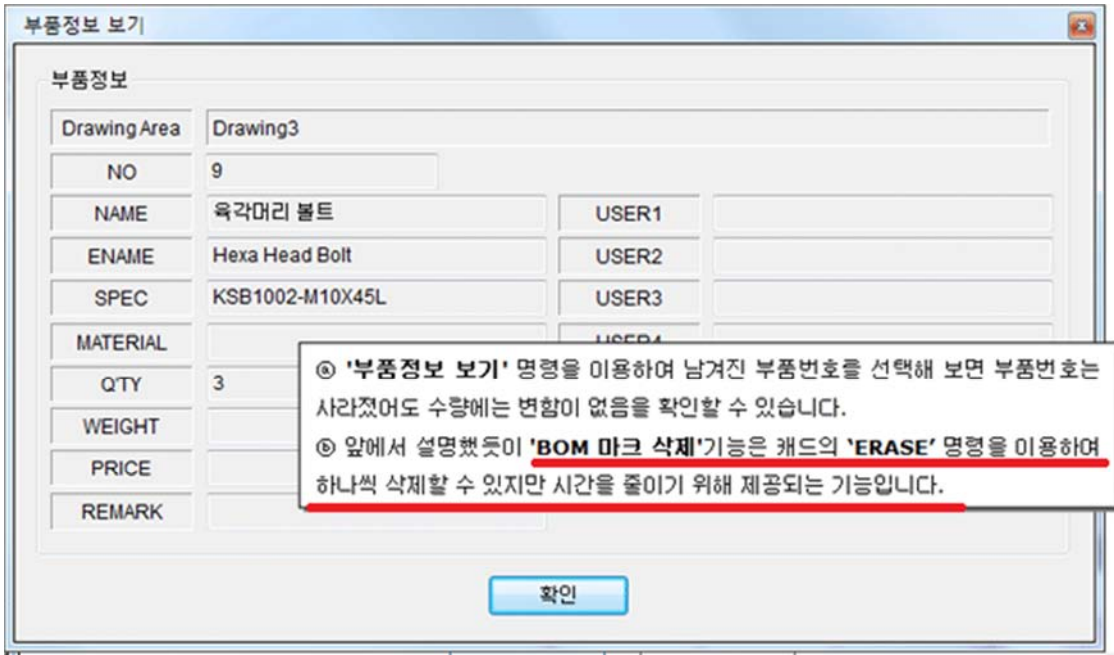 부품정보 보기
부품정보
Drawing Area Drawing3
NO 9
NAME 육각머리 볼트 USER1
ENAME Hexa Head Bolt USER2
SPEC KSB1002-M10X45L USER3
MATERIAL USER4
Q'TY 3
WEIGHT
PRICE
REMARK
ⓐ '부품정보 보기' 명령을 이용하여 남겨진 부품번호를 선택해 보면 부품번호는
사라졌어도 수량에는 변함이 없음을 확인할 수 있습니다.
ⓑ 앞에서 설명했듯이 'BOM 마크 삭제'기능은 캐드의 ‘ERASE’ 명령을 이용하여
하나씩 삭제할 수 있지만 시간을 줄이기 위해 제공되는 기능입니다.
확인